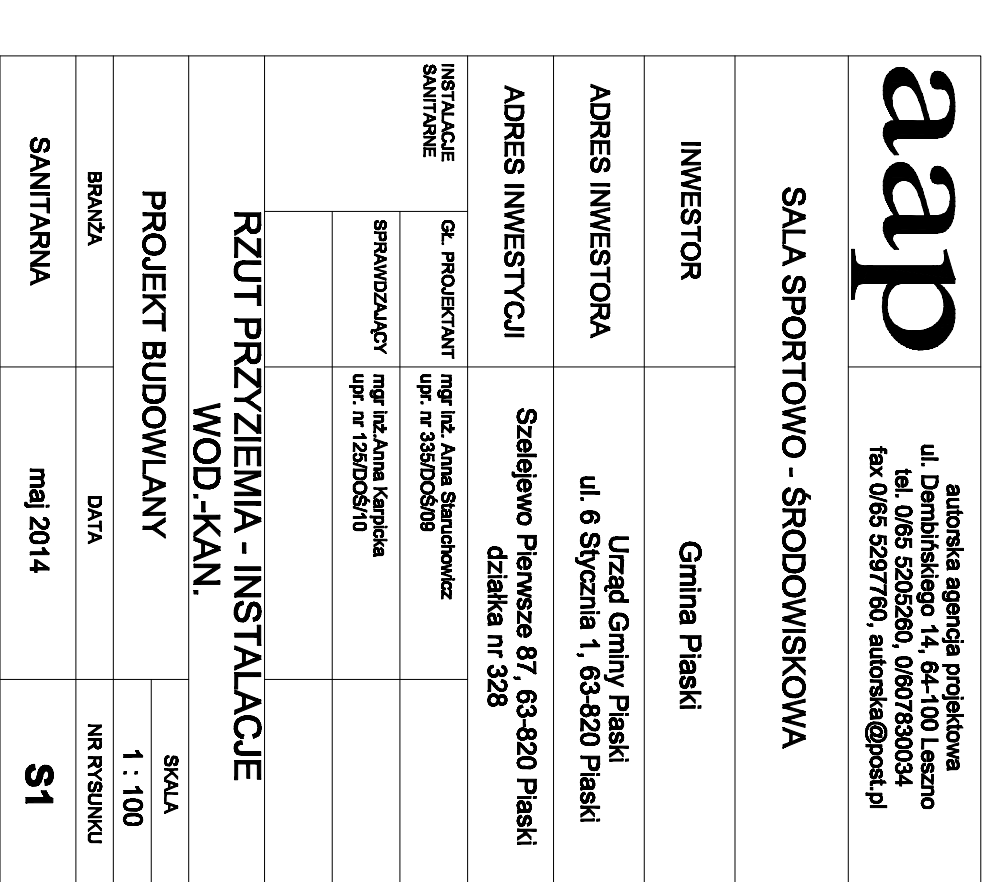 aap
autorska agencja projektowa
ul. Dembińskiego 14, 64-100 Leszno
tel. 0/65 5205260, 0/607830034
fax 0/65 5297760, autorska@post.pl
SALA SPORTOWO - ŚRODOWISKOWA
INWESTOR
Gmina Piaski
ADRES INWESTORA
Urząd Gminy Piaski
ul. 6 Stycznia 1, 63-820 Piaski
ADRES INWESTYCJI
Szelejewo Pierwsze 87, 63-820 Piaski
działka nr 328
INSTALACJE
SANITARNE
GŁ. PROJEKTANT
mgr inż. Anna Staruchowicz
upr. nr 335/DOŚ/09
SPRAWDZAJĄCY
mgr inż.Anna Karpicka
upr. nr 125/DOŚ/10
RZUT PRZYZIEMIA - INSTALACJE
WOD.-KAN.
PROJEKT BUDOWLANY
SKALA
1 : 100
BRANŻA
DATA
NR RYSUNKU
SANITARNA
maj 2014
S1